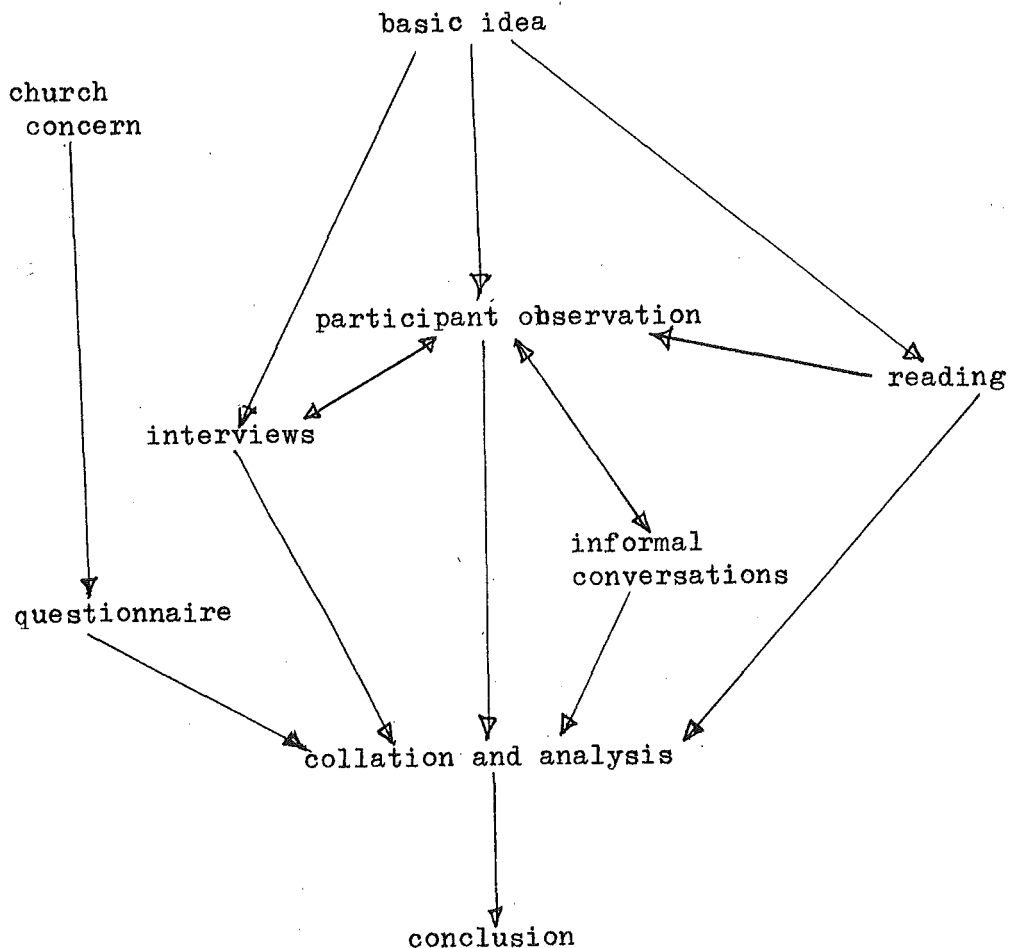 basic idea
church
concern
participant observation
reading
interviews
informal
conversations
questionnaire
collation and analysis
conclusion